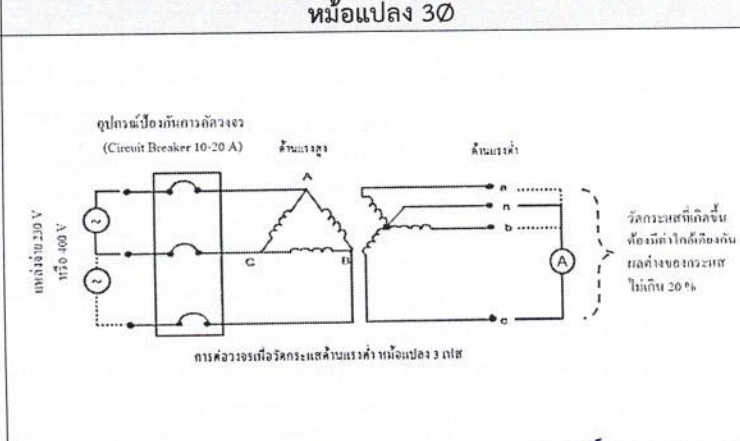 หม้อแปลง 3Ø
อุปกรณ์ป้องกันการลัดวงจร
(Circuit Breaker 10-20 A)
ด้านแรงสูง
ด้านแรงต่ำ
A
C
B
a
n
b
c
A
~
~
แหล่งจ่าย 230 V
หรือ 400 V
วัดกระแสที่เกิดขึ้น
ต้องมีค่าใกล้เคียงกัน
ผลต่างของกระแส
ไม่เกิน 20 %
การต่อวงจรเพื่อวัดกระแสด้านแรงต่ำ หม้อแปลง 3 เฟส